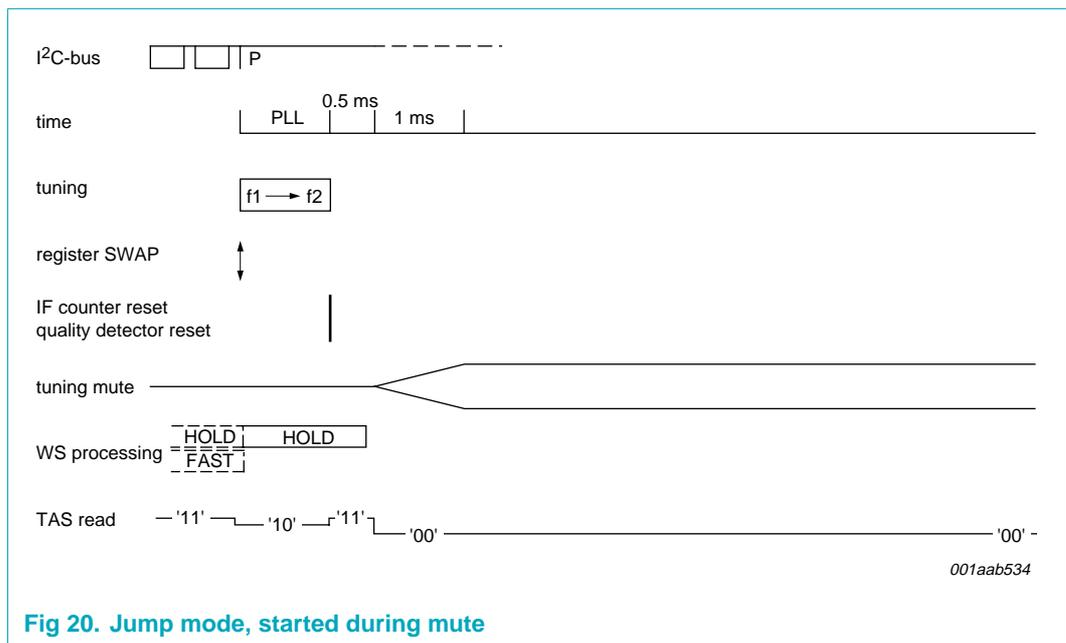 I2C-bus
P
0.5 ms
time
PLL
1 ms
tuning
f1
f2
register SWAP
IF counter reset
quality detector reset
tuning mute
HOLD
HOLD
WS processing
FAST
TAS read
'11'
'10'
'11'
'00'
'00'
001aab534
Fig 20. Jump mode, started during mute